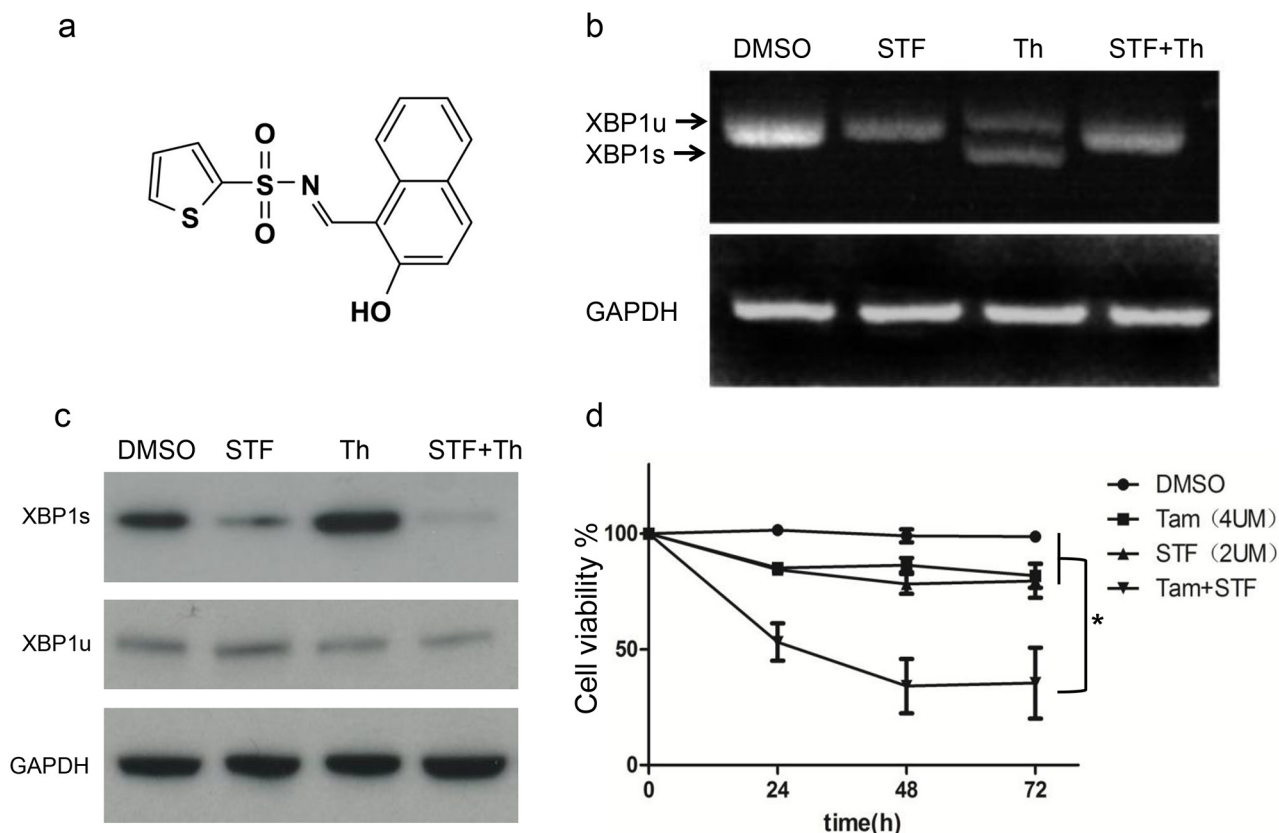 a
O
S
N
S
O
HO
b
DMSO STF Th STF+Th
XBP1u
XBP1s
GAPDH
c
DMSO STF Th STF+Th
XBP1s
XBP1u
GAPDH
d
Cell viability %
100
50
0
0 24 48 72
time(h)
DMSO
Tam（4UM）
STF（2UM）
Tam+STF
*